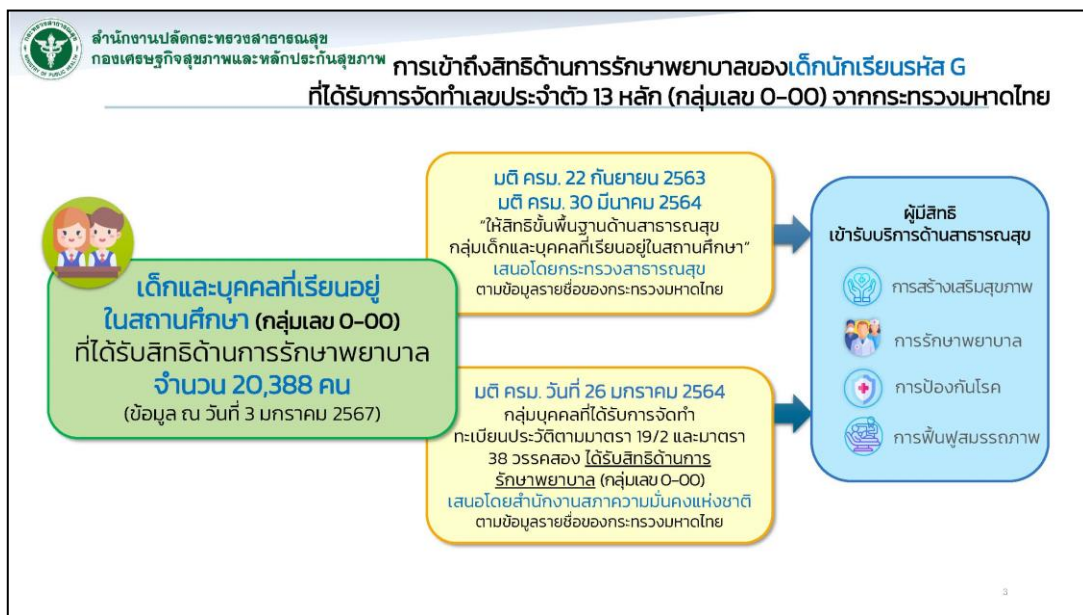 สำนักงานปลัดกระทรวงสาธารณสุข
กองเศรษฐกิจสุขภาพและหลักประกันสุขภาพ
การเข้าถึงสิทธิด้านการรักษาพยาบาลของเด็กนักเรียนรหัส G
ที่ได้รับการจัดทำเลขประจำตัว 13 หลัก (กลุ่มเลข 0-00) จากกระทรวงมหาดไทย
เด็กและบุคคลที่เรียนอยู่
ในสถานศึกษา (กลุ่มเลข 0-00)
ที่ได้รับสิทธิด้านการรักษาพยาบาล
จำนวน 20,388 คน
(ข้อมูล ณ วันที่ 3 มกราคม 2567)
มติ ครม. 22 กันยายน 2563
มติ ครม. 30 มีนาคม 2564
"ให้สิทธิขั้นพื้นฐานด้านสาธารณสุข
กลุ่มเด็กและบุคคลที่เรียนอยู่ในสถานศึกษา"
เสนอโดยกระทรวงสาธารณสุข
ตามข้อมูลรายชื่อของกระทรวงมหาดไทย
มติ ครม. วันที่ 26 มกราคม 2564
กลุ่มบุคคลที่ได้รับการจัดทำ
ทะเบียนประวัติตามมาตรา 19/2 และมาตรา
38 วรรคสอง ได้รับสิทธิด้านการ
รักษาพยาบาล (กลุ่มเลข 0-00)
เสนอโดยสำนักงานสภาความมั่นคงแห่งชาติ
ตามข้อมูลรายชื่อของกระทรวงมหาดไทย
ผู้มีสิทธิ
เข้ารับบริการด้านสาธารณสุข
การสร้างเสริมสุขภาพ
การรักษาพยาบาล
การป้องกันโรค
การฟื้นฟูสมรรถภาพ
3